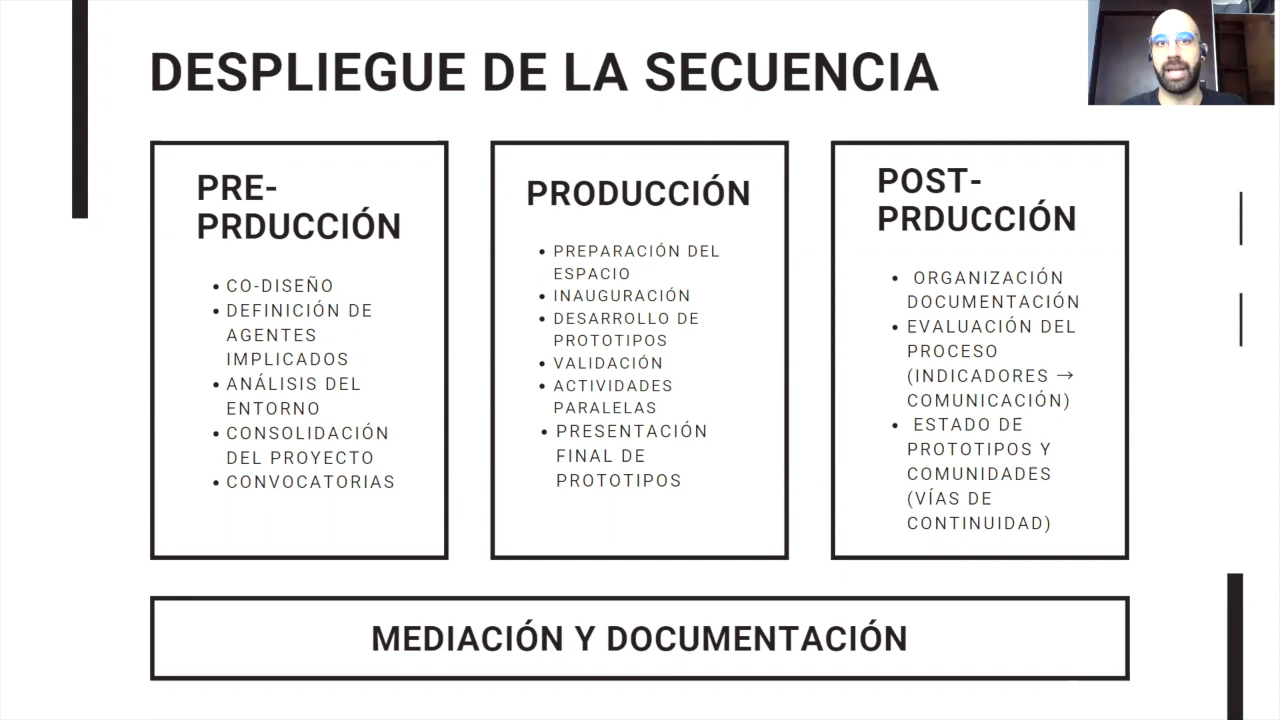 DESPLIEGUE DE LA SECUENCIA
PRE-
PRDUCCIÓN
• CO-DISEÑO
• DEFINICIÓN DE
AGENTES
IMPLICADOS
• ANÁLISIS DEL
ENTORNO
• CONSOLIDACIÓN
DEL PROYECTO
• CONVOCATORIAS
PRODUCCIÓN
• PREPARACIÓN DEL
ESPACIO
• INAUGURACIÓN
• DESARROLLO DE
PROTOTIPOS
• VALIDACIÓN
• ACTIVIDADES
PARALELAS
• PRESENTACIÓN
FINAL DE
PROTOTIPOS
POST-
PRDUCCIÓN
• ORGANIZACIÓN
DOCUMENTACIÓN
• EVALUACIÓN DEL
PROCESO
(INDICADORES →
COMUNICACIÓN)
• ESTADO DE
PROTOTIPOS Y
COMUNIDADES
(VÍAS DE
CONTINUIDAD)
MEDIACIÓN Y DOCUMENTACIÓN